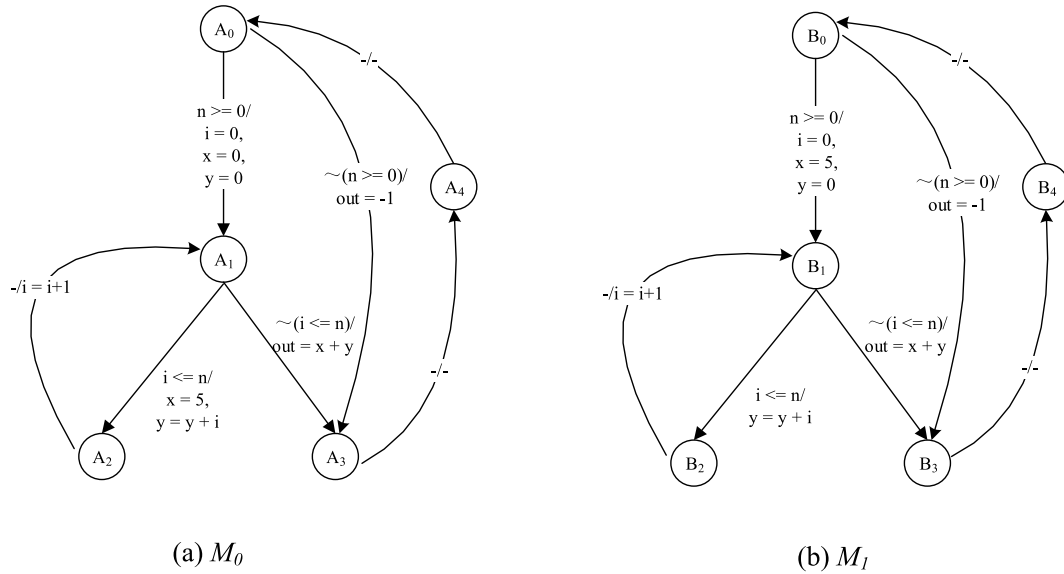 A0
-/-
n >= 0/
i = 0,
x = 0,
y = 0
~(n >= 0)/
out = -1
A4
A1
-/i = i+1
~(i <= n)/
out = x + y
-/-
i <= n/
x = 5,
y = y + i
A2
A3
(a) M0
B0
-/-
n >= 0/
i = 0,
x = 5,
y = 0
~(n >= 0)/
out = -1
B4
B1
-/i = i+1
~(i <= n)/
out = x + y
-/-
i <= n/
y = y + i
B2
B3
(b) M1